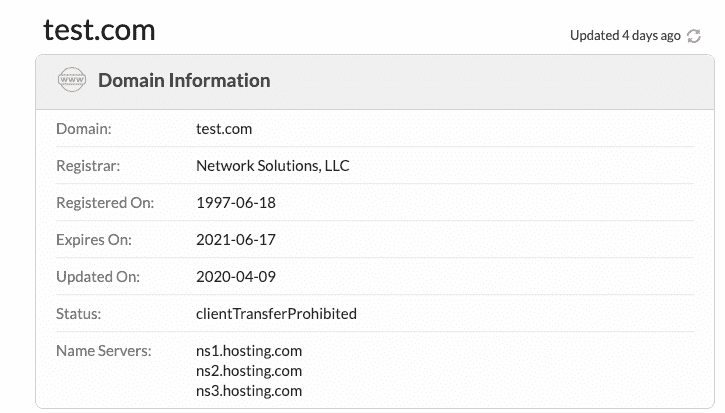 test.com
Updated 4 days ago
www
Domain Information
Domain: test.com
Registrar: Network Solutions, LLC
Registered On: 1997-06-18
Expires On: 2021-06-17
Updated On: 2020-04-09
Status: clientTransferProhibited
Name Servers: ns1.hosting.com
ns2.hosting.com
ns3.hosting.com